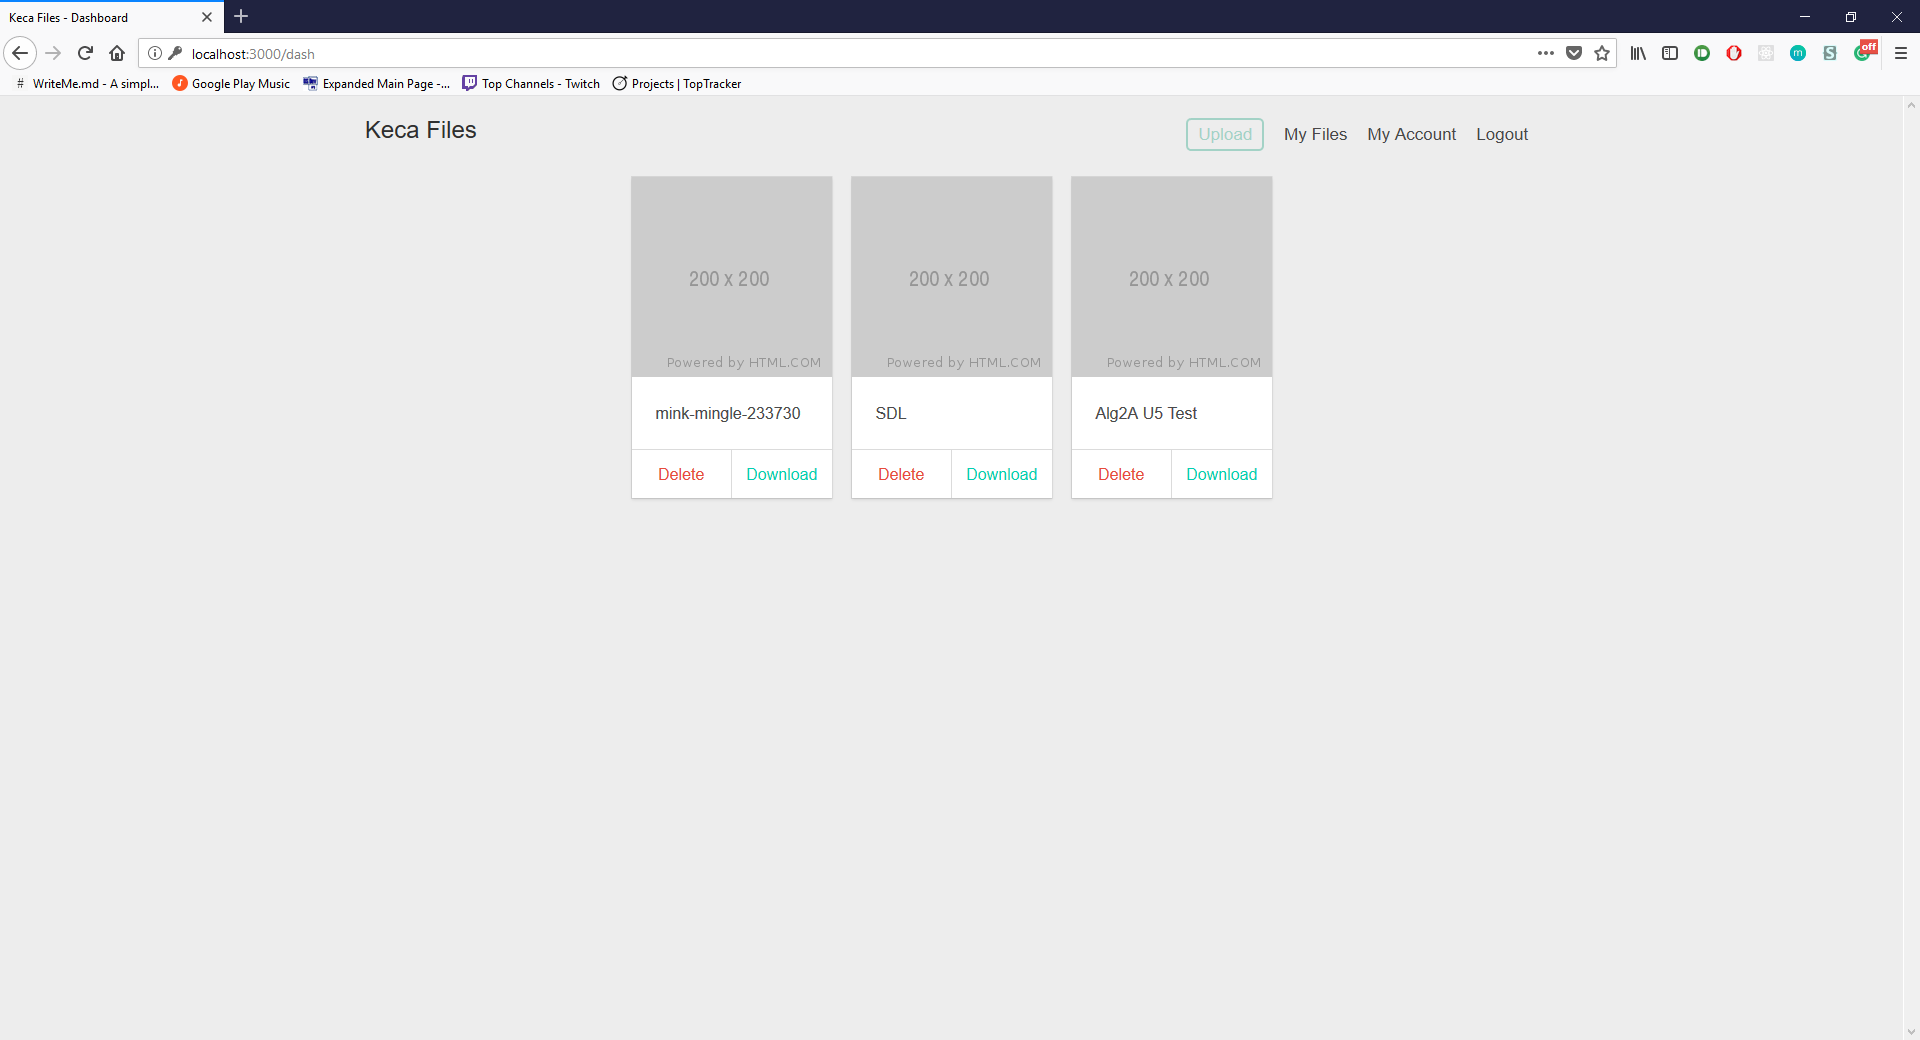 Keca Files - Dashboard
localhost:3000/dash
off
# WriteMe.md - A simpl... Google Play Music Expanded Main Page -... Top Channels - Twitch Projects | TopTracker
Keca Files Upload My Files My Account Logout
200 x 200 200 x 200 200 x 200
Powered by HTML.COM Powered by HTML.COM Powered by HTML.COM
mink-mingle-233730 SDL Alg2A U5 Test
Delete Download Delete Download Delete Download